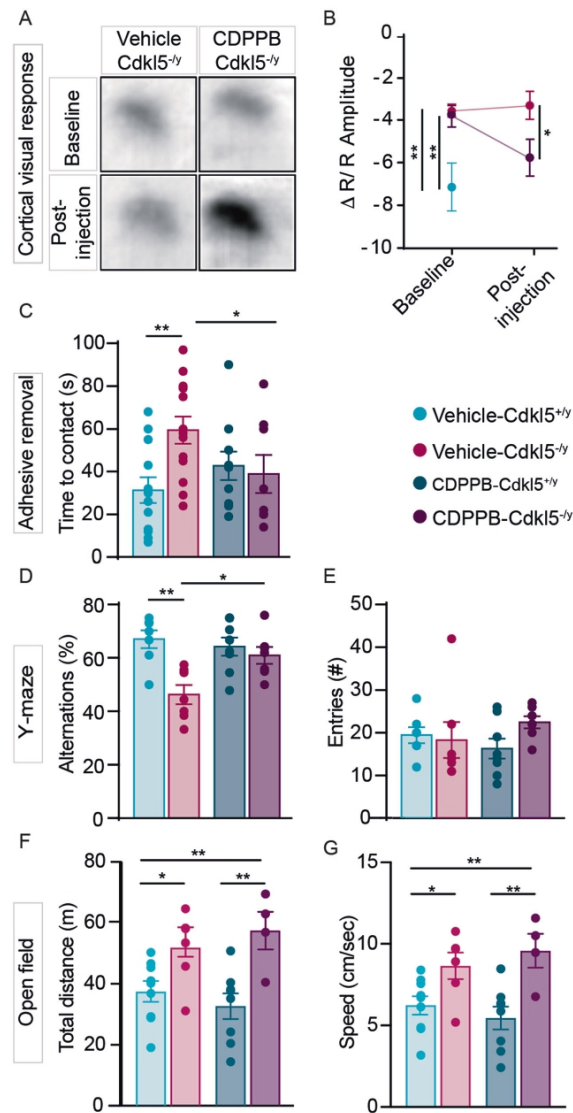 A
Vehicle
Cdkl5-/y
CDPPB
Cdkl5-/y
Cortical visual response
Baseline
Post-
injection
B
Δ R/ R Amplitude
0
-2
-4
-6
-8
-10
**
**
*
Baseline
Post-
injection
C
Adhesive removal
Time to contact (s)
100
80
60
40
20
0
**
*
Vehicle-Cdkl5+/y
Vehicle-Cdkl5-/y
CDPPB-Cdkl5+/y
CDPPB-Cdkl5-/y
D
Y-maze
Alternations (%)
80
60
40
20
0
**
*
E
Entries (#)
50
40
30
20
10
0
F
Open field
Total distance (m)
80
60
40
20
0
**
*
**
G
Speed (cm/sec)
15
10
5
0
**
*
**